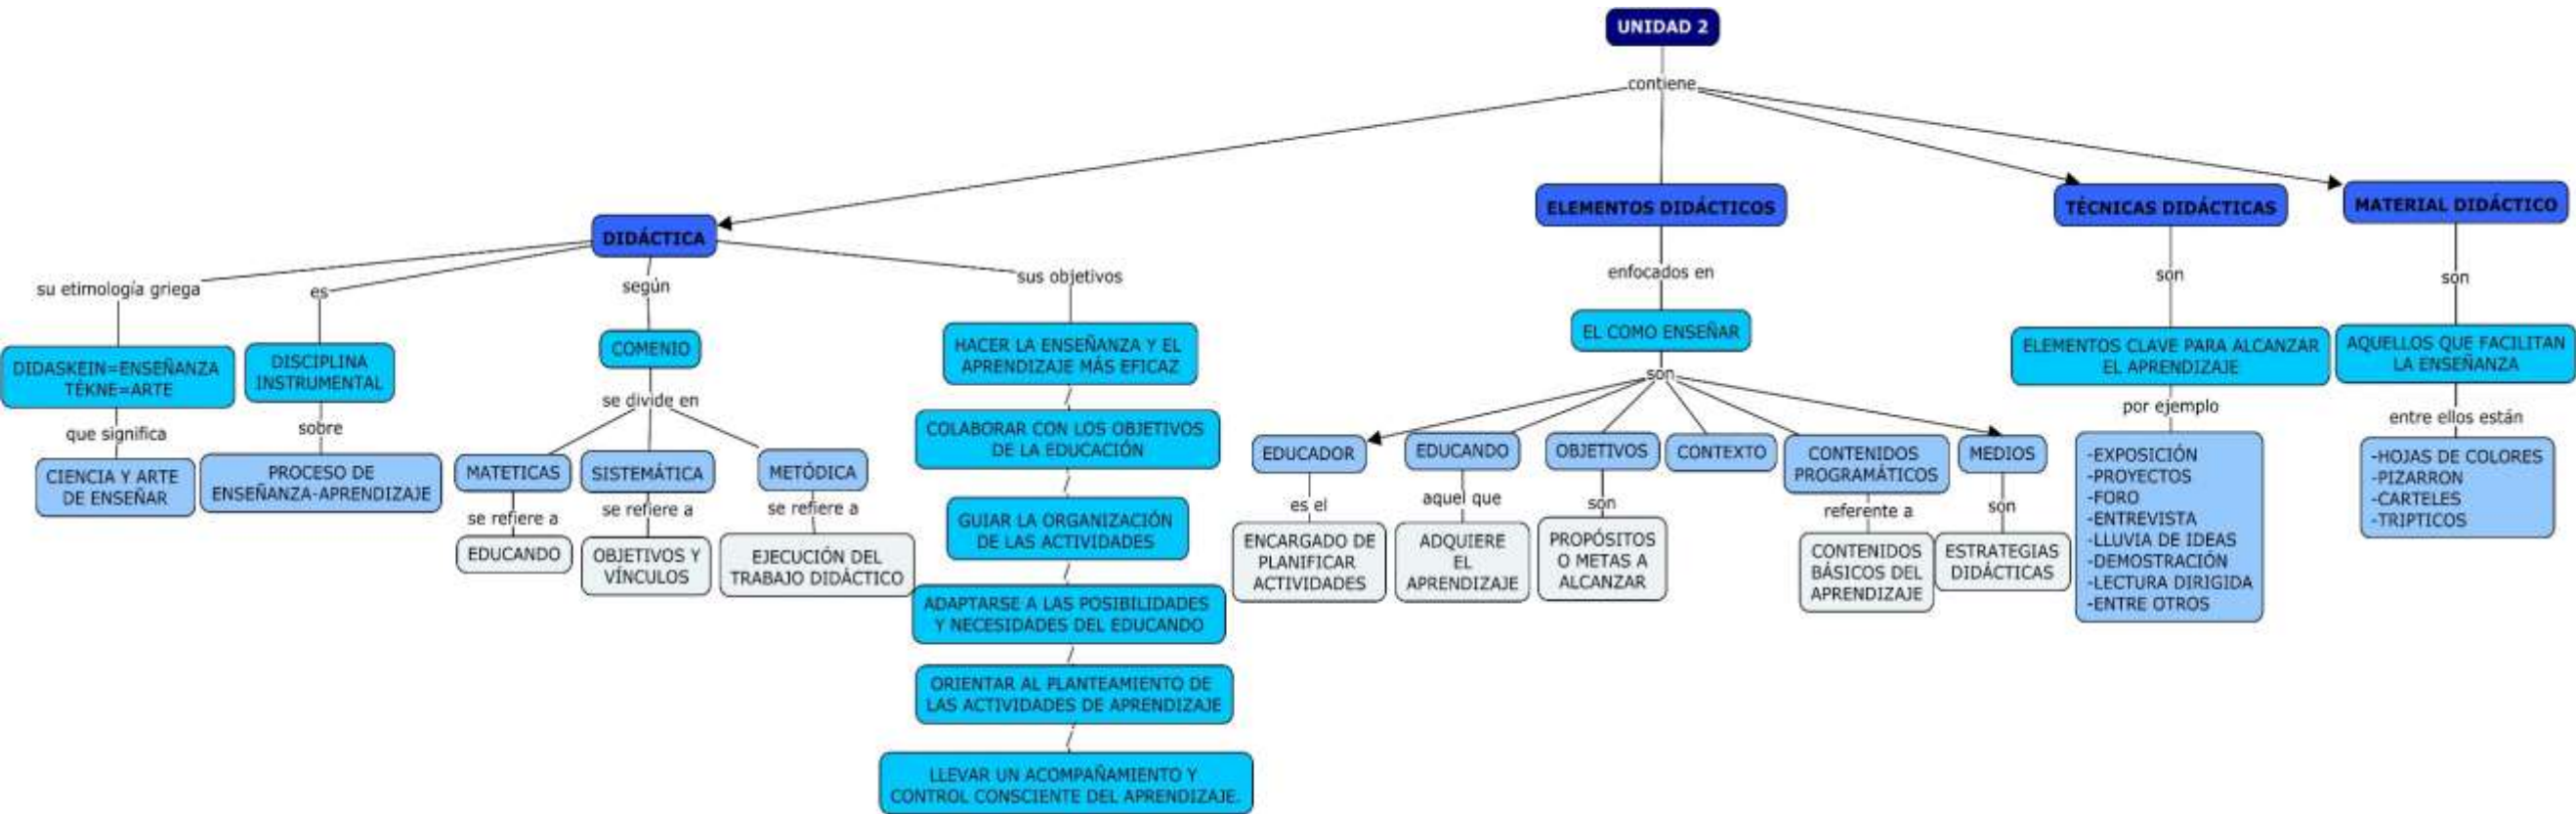 UNIDAD 2
contiene
DIDÁCTICA
su etimología griega
DIDASKEIN=ENSEÑANZA
TÉKNE=ARTE
que significa
CIENCIA Y ARTE
DE ENSEÑAR
es
DISCIPLINA
INSTRUMENTAL
sobre
PROCESO DE
ENSEÑANZA-APRENDIZAJE
según
COMENIO
se divide en
MATETICAS
se refiere a
EDUCANDO
SISTEMÁTICA
se refiere a
OBJETIVOS Y
VÍNCULOS
METÓDICA
se refiere a
EJECUCIÓN DEL
TRABAJO DIDÁCTICO
sus objetivos
HACER LA ENSEÑANZA Y EL
APRENDIZAJE MÁS EFICAZ
/
COLABORAR CON LOS OBJETIVOS
DE LA EDUCACIÓN
/
GUIAR LA ORGANIZACIÓN
DE LAS ACTIVIDADES
/
ADAPTARSE A LAS POSIBILIDADES
Y NECESIDADES DEL EDUCANDO
/
ORIENTAR AL PLANTEAMIENTO DE
LAS ACTIVIDADES DE APRENDIZAJE
/
LLEVAR UN ACOMPAÑAMIENTO Y
CONTROL CONSCIENTE DEL APRENDIZAJE.
ELEMENTOS DIDÁCTICOS
enfocados en
EL COMO ENSEÑAR
son
EDUCADOR
es el
ENCARGADO DE
PLANIFICAR
ACTIVIDADES
EDUCANDO
aquel que
ADQUIERE
EL
APRENDIZAJE
OBJETIVOS
son
PROPÓSITOS
O METAS A
ALCANZAR
CONTEXTO
CONTENIDOS
PROGRAMÁTICOS
referente a
CONTENIDOS
BÁSICOS DEL
APRENDIZAJE
MEDIOS
son
ESTRATEGIAS
DIDÁCTICAS
TÉCNICAS DIDÁCTICAS
son
ELEMENTOS CLAVE PARA ALCANZAR
EL APRENDIZAJE
por ejemplo
-EXPOSICIÓN
-PROYECTOS
-FORO
-ENTREVISTA
-LLUVIA DE IDEAS
-DEMOSTRACIÓN
-LECTURA DIRIGIDA
-ENTRE OTROS
MATERIAL DIDÁCTICO
son
AQUELLOS QUE FACILITAN
LA ENSEÑANZA
entre ellos están
-HOJAS DE COLORES
-PIZARRON
-CARTELES
-TRIPTICOS